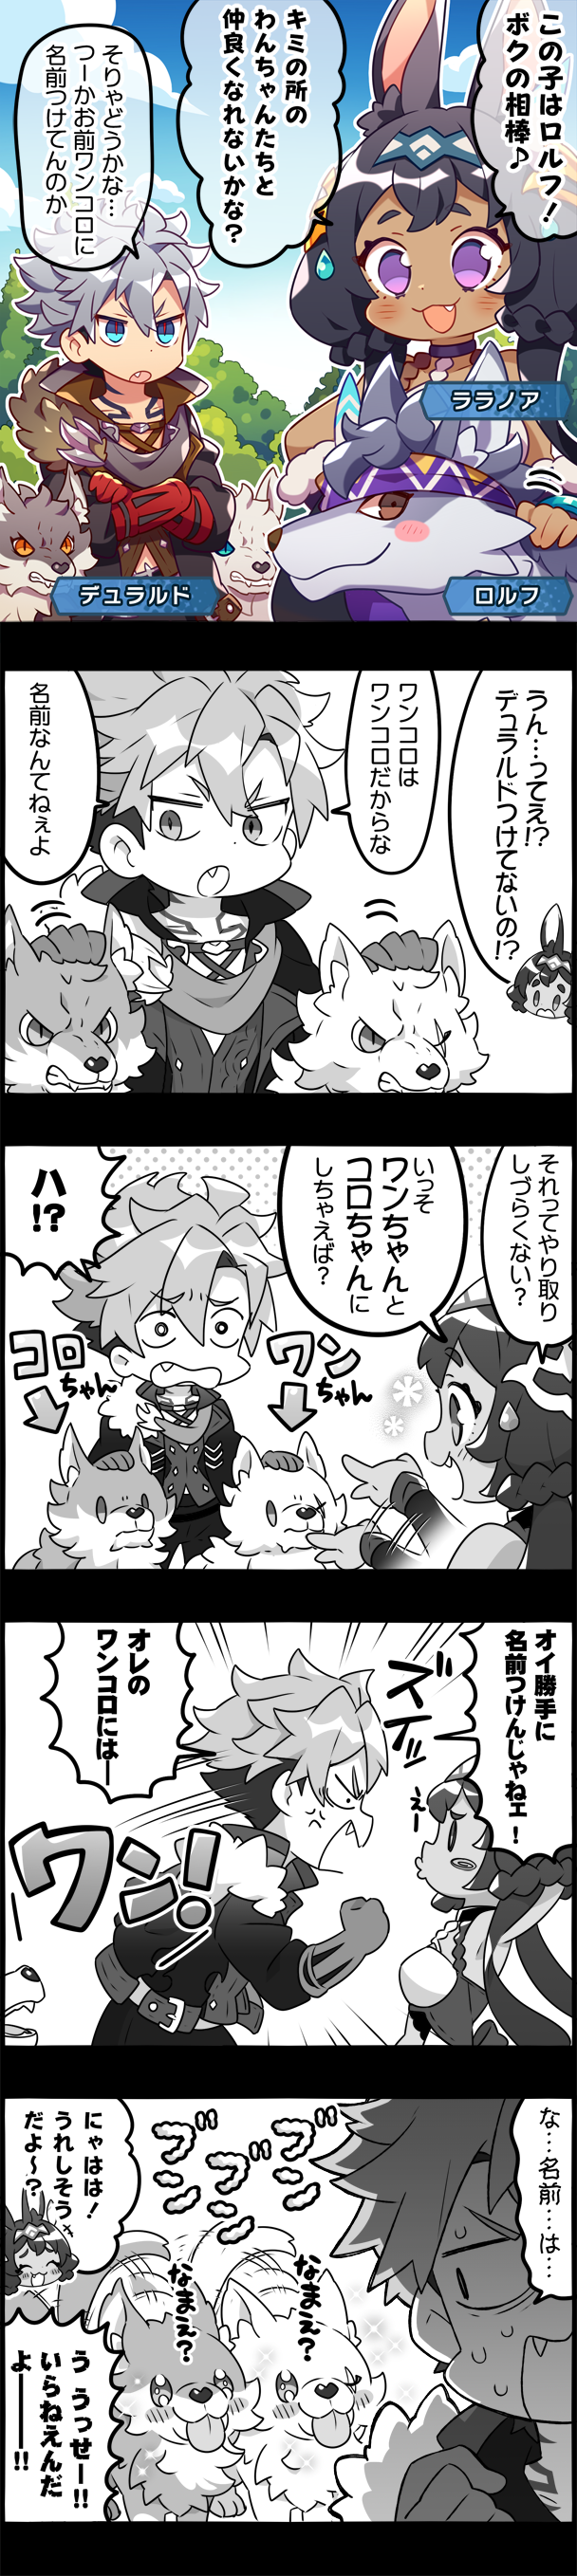 この子はロルフ！
ボクの相棒♪
キミの所の
わんちゃんたちと
仲良くなれないかな？
そりゃどうかな…
つーかお前ワンコロに
名前つけてんのか
ララノア
デュラルド
ロルフ
うん…ってえ!?
デュラルドつけてないの!?
ワンコロは
ワンコロだからな
名前なんてねぇよ
それってやり取り
しづらくない？
いっそ
ワンちゃんと
コロちゃんに
しちゃえば？
ハ!?
ワン
ちゃん
コロ
ちゃん
オイ勝手に
名前つけんじゃねェ！
ズイッ
えー
オレの
ワンコロには―
ワン！
な…名前…は…
ブンブンブン
なまえ？
なまえ？
にゃはは！
うれしそう
だよ～？
う うっせー!!
いらねえんだ
よ―――!!